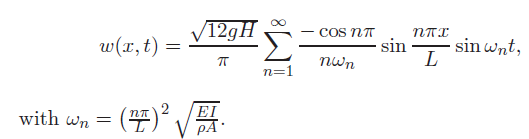 w(x, t) = \frac{\sqrt{12gH}}{\pi} \sum_{n=1}^{\infty} \frac{- \cos n\pi}{n\omega_n} \sin \frac{n\pi x}{L} \sin \omega_n t,
with \omega_n = \left(\frac{n\pi}{L}\right)^2 \sqrt{\frac{EI}{\rho A}}.